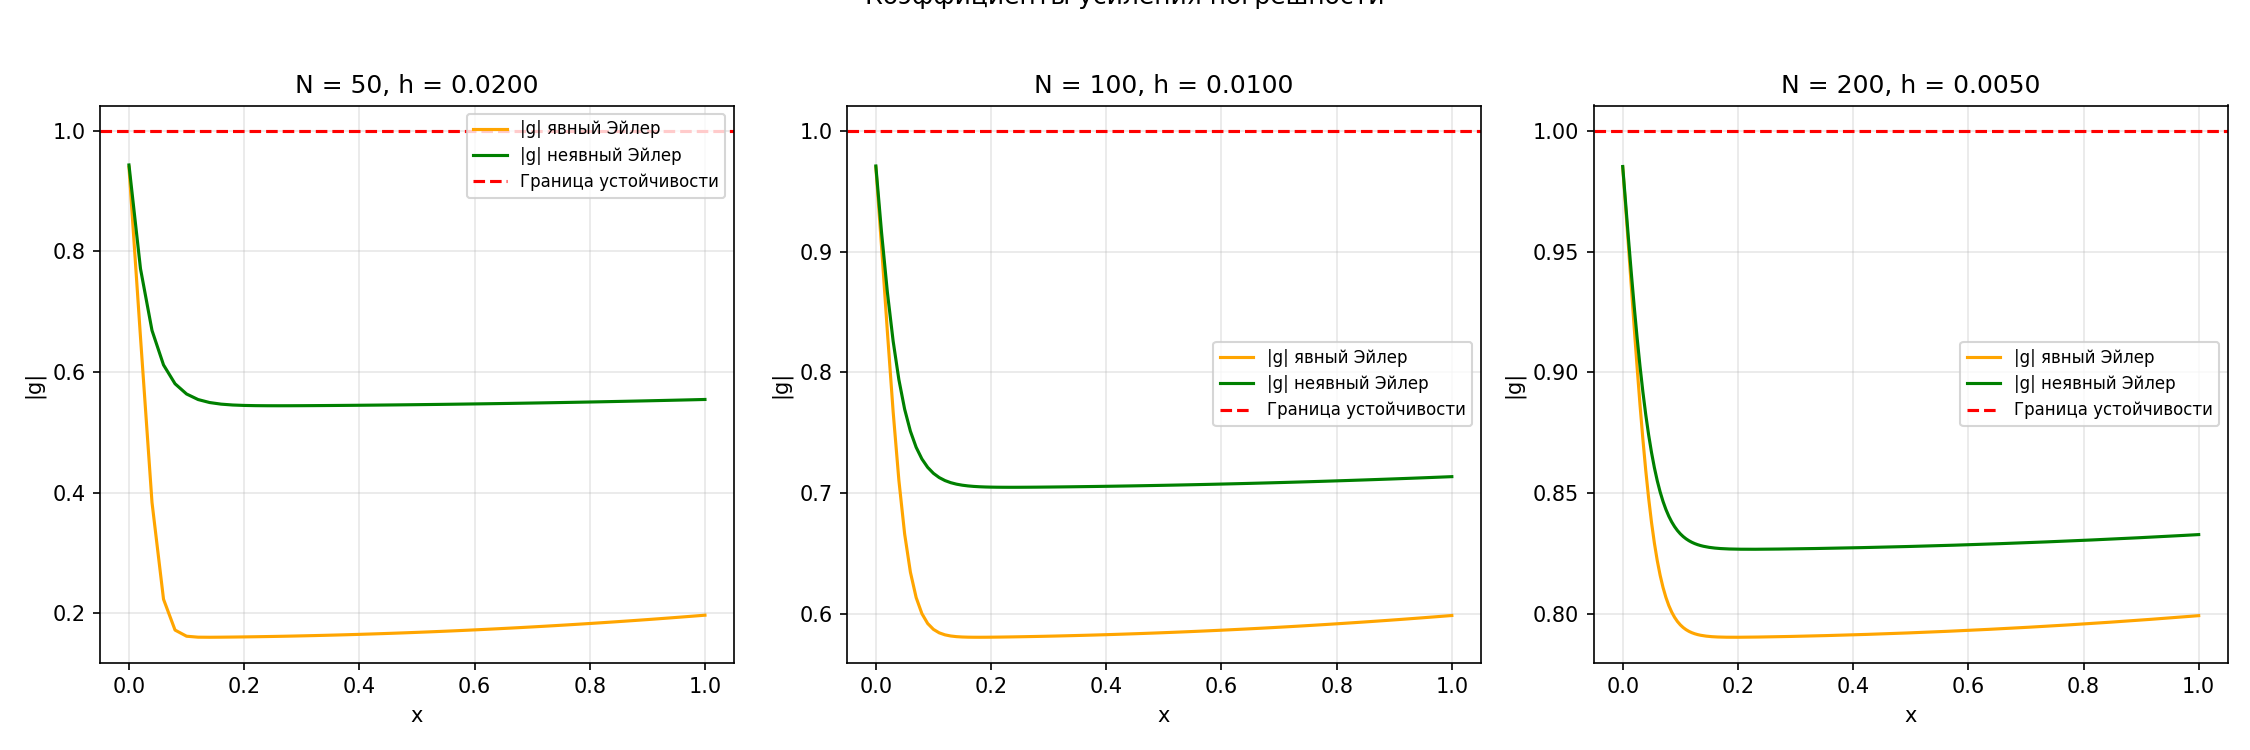 Коэффициенты усиления погрешности
N = 50, h = 0.0200
|g|
1.0
0.8
0.6
0.4
0.2
|g| явный Эйлер
|g| неявный Эйлер
Граница устойчивости
0.0 0.2 0.4 0.6 0.8 1.0
x
N = 100, h = 0.0100
|g|
1.0
0.9
0.8
0.7
0.6
|g| явный Эйлер
|g| неявный Эйлер
Граница устойчивости
0.0 0.2 0.4 0.6 0.8 1.0
x
N = 200, h = 0.0050
|g|
1.00
0.95
0.90
0.85
0.80
|g| явный Эйлер
|g| неявный Эйлер
Граница устойчивости
0.0 0.2 0.4 0.6 0.8 1.0
x